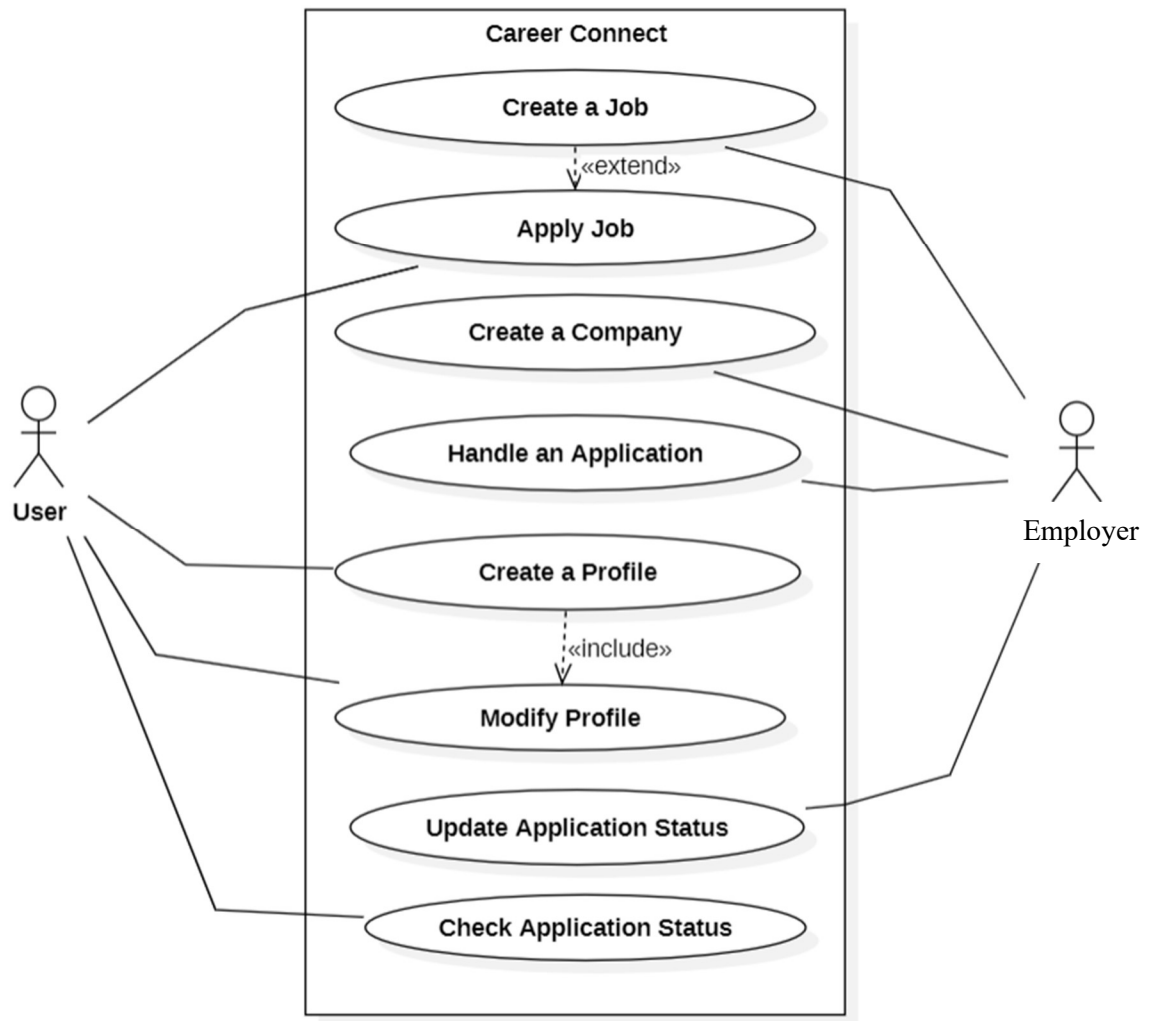 Career Connect
Create a Job
«extend»
Apply Job
Create a Company
Handle an Application
User
Employer
Create a Profile
«include»
Modify Profile
Update Application Status
Check Application Status